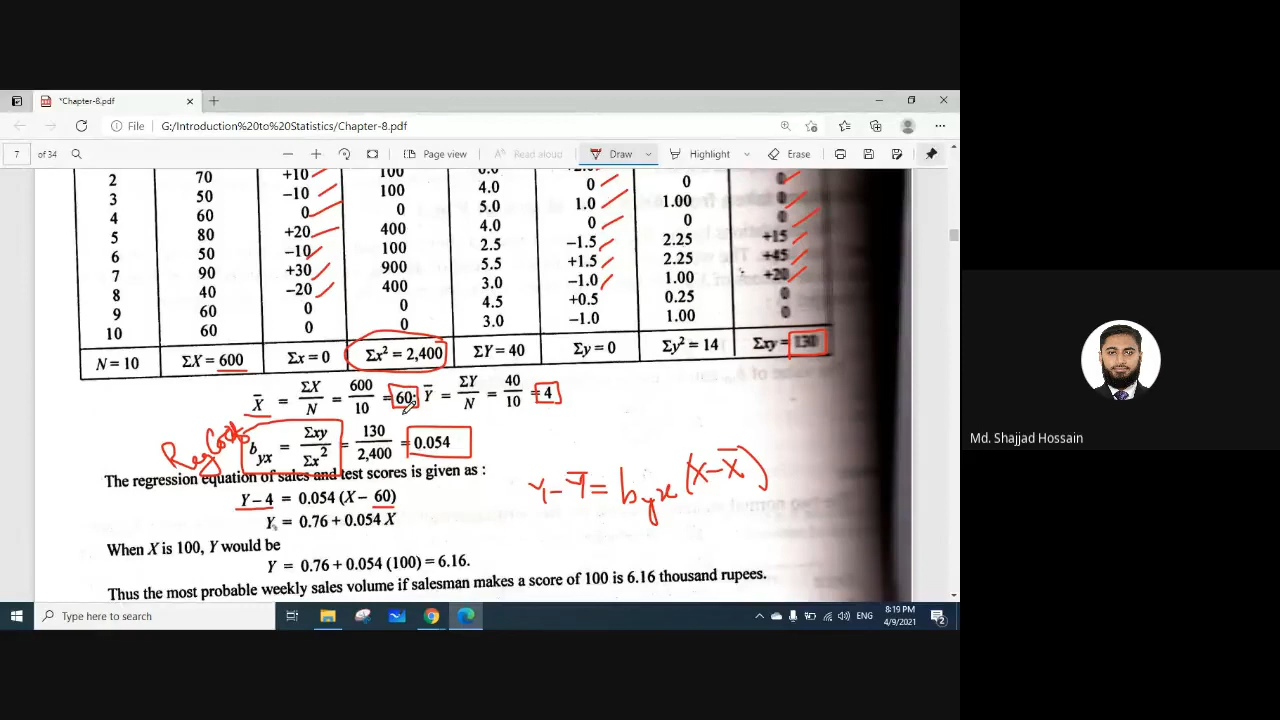 *Chapter-8.pdf
File G:/Introduction%20to%20Statistics/Chapter-8.pdf
7 of 34 Page view Read aloud Draw Highlight Erase
2 70 +10 100 0
3 50 −10 100 4.0 0 0 0
4 60 0 0 5.0 1.0 1.00 0
5 80 +20 400 4.0 0 0 +15
6 50 −10 100 2.5 −1.5 2.25 +45
7 90 +30 900 5.5 +1.5 2.25 +20
8 40 −20 400 3.0 −1.0 1.00 0
9 60 0 0 4.5 +0.5 0.25 0
10 60 0 0 3.0 −1.0 1.00
N = 10 ΣX = 600 Σx = 0 Σx² = 2,400 ΣY = 40 Σy = 0 Σy² = 14 Σxy = 130
X̄ = ΣX/N = 600/10 = 60; Ȳ = ΣY/N = 40/10 = 4
b yx = Σxy/Σx² = 130/2,400 = 0.054
The regression equation of sales and test scores is given as :
Y − Ȳ = byx (X − X̄)
Y − 4 = 0.054 (X − 60)
Y = 0.76 + 0.054 X
When X is 100, Y would be
Y = 0.76 + 0.054 (100) = 6.16.
Thus the most probable weekly sales volume if salesman makes a score of 100 is 6.16 thousand rupees.
Type here to search
ENG
8:19 PM
4/9/2021
2
Md. Shajjad Hossain